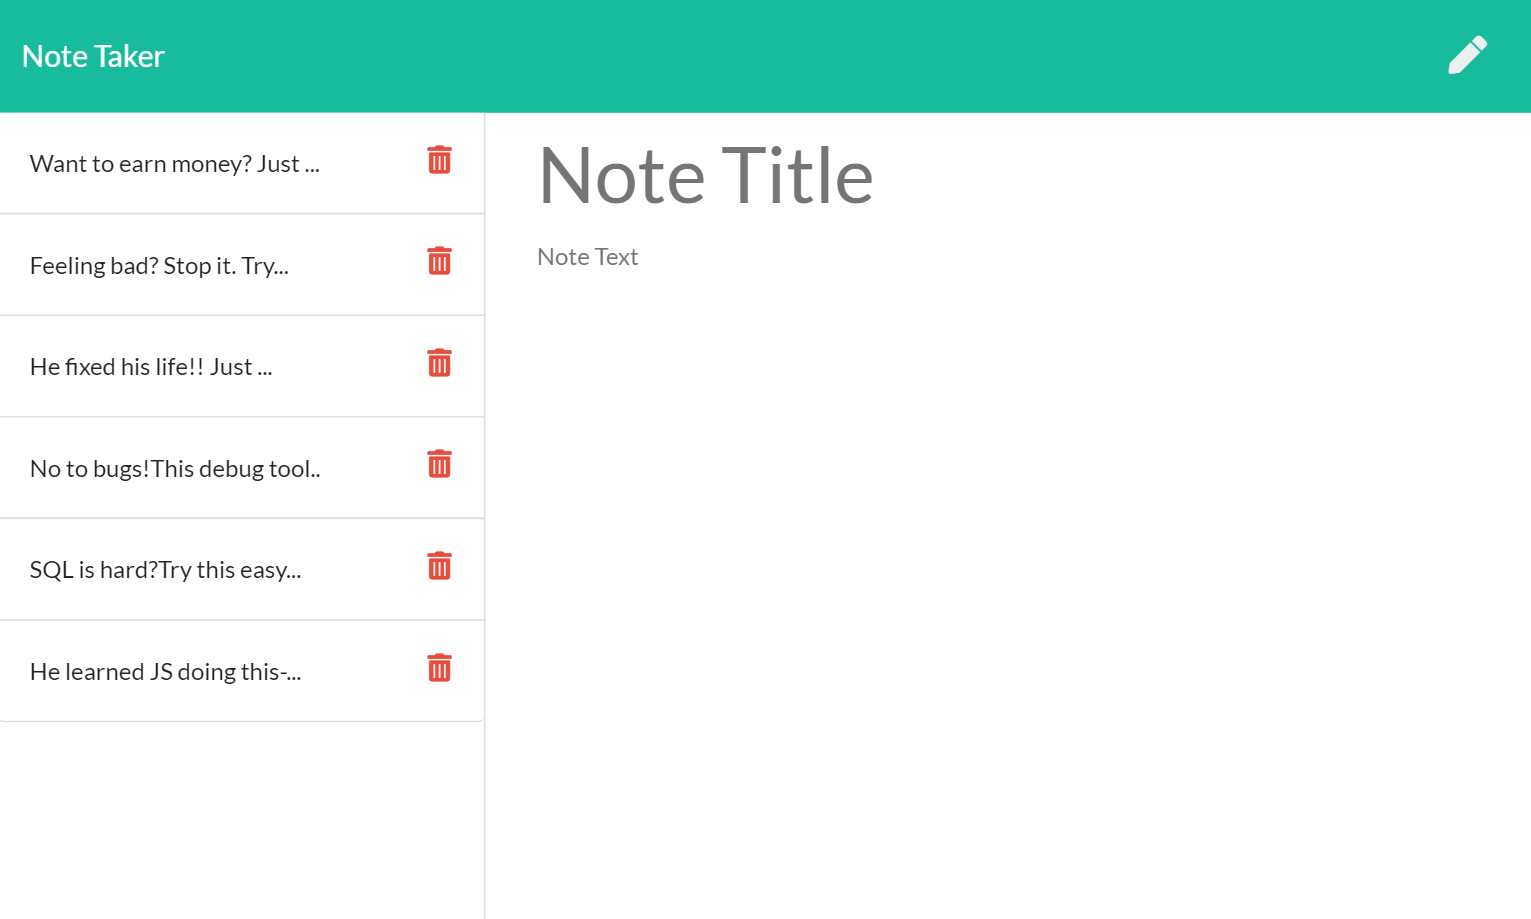 Note Taker
Want to earn money? Just ...
Feeling bad? Stop it. Try...
He fixed his life!! Just ...
No to bugs!This debug tool..
SQL is hard?Try this easy...
He learned JS doing this-...
Note Title
Note Text